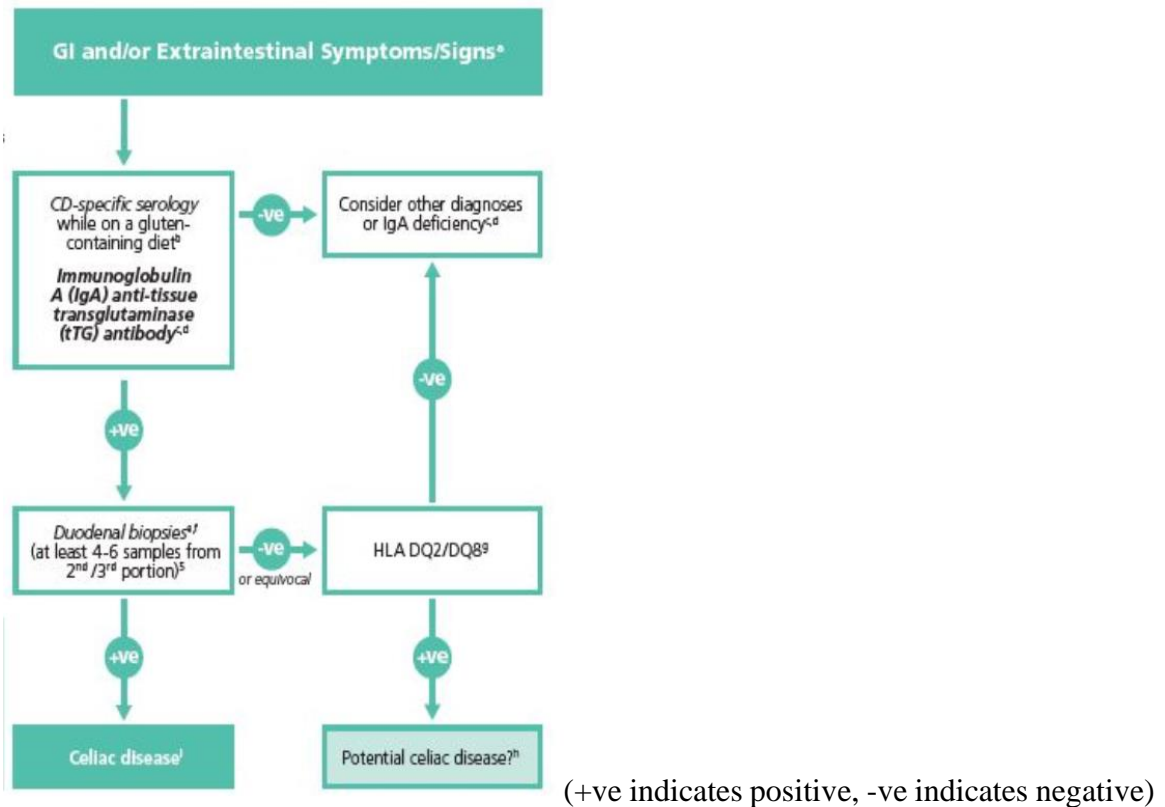 GI and/or Extraintestinal Symptoms/Signsᵃ
CD-specific serology
while on a gluten-
containing dietᵇ
Immunoglobulin
A (IgA) anti-tissue
transglutaminase
(tTG) antibodyᶜ,ᵈ
-ve
Consider other diagnoses
or IgA deficiencyᶜ,ᵈ
-ve
+ve
Duodenal biopsies
(at least 4-6 samples from
2ⁿᵈ/3ʳᵈ portion)⁵
-ve
or equivocal
HLA DQ2/DQ8ᵍ
+ve
+ve
Celiac disease
Potential celiac disease?ʰ
(+ve indicates positive, -ve indicates negative)